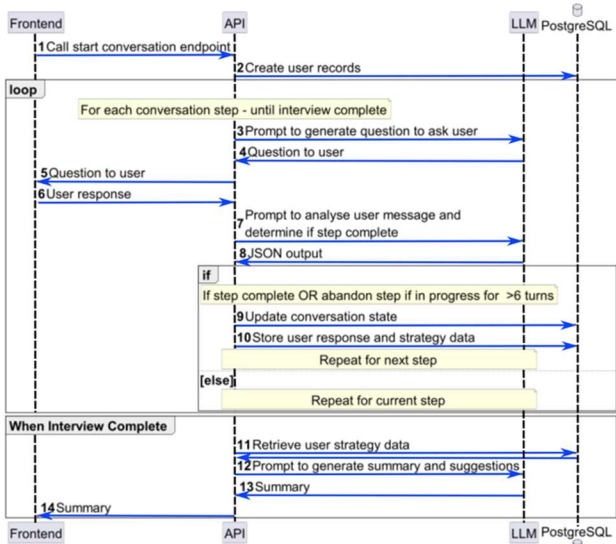 Frontend API LLM PostgreSQL
1 Call start conversation endpoint
2 Create user records
loop
For each conversation step - until interview complete
3 Prompt to generate question to ask user
4 Question to user
5 Question to user
6 User response
7 Prompt to analyse user message and
determine if step complete
8 JSON output
if
If step complete OR abandon step if in progress for >6 turns
9 Update conversation state
10 Store user response and strategy data
Repeat for next step
[else]
Repeat for current step
When Interview Complete
11 Retrieve user strategy data
12 Prompt to generate summary and suggestions
13 Summary
14 Summary
Frontend API LLM PostgreSQL